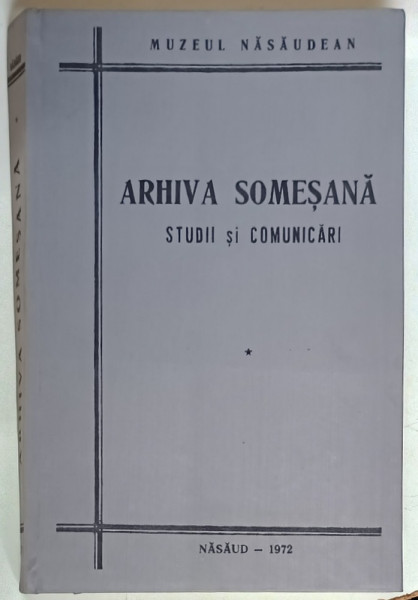 MUZEUL NĂSĂUDEAN
ARHIVA SOMEȘANĂ
STUDII și COMUNICĂRI
*
NĂSĂUD — 1972
ARHIVA SOMEȘANĂ *